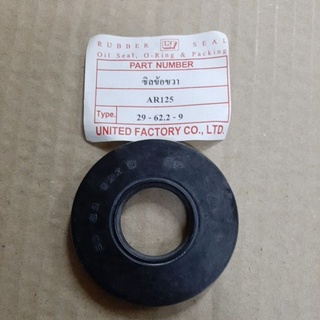 RUBBER SEAL
Oil Seal, O-Ring & Packing
PART NUMBER
ซิลข้อขวา
AR125
Type. 29 - 62.2 - 9
UNITED FACTORY CO., LTD.